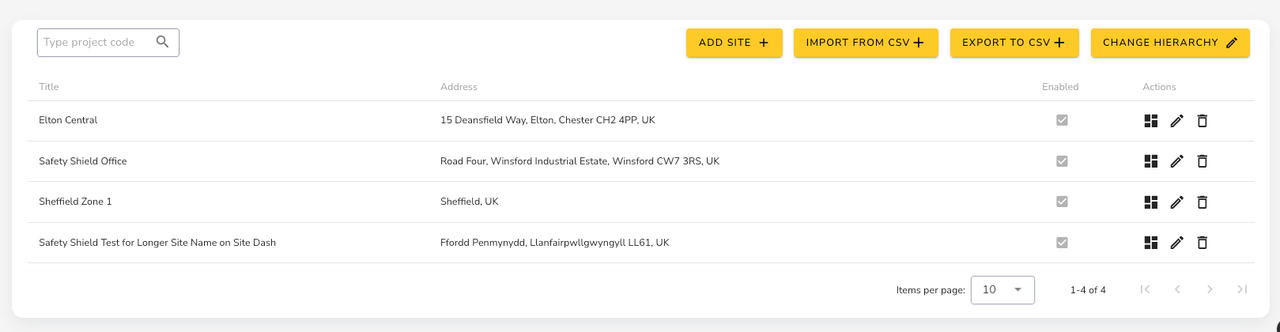 Type project code
ADD SITE
IMPORT FROM CSV
EXPORT TO CSV
CHANGE HIERARCHY
Title Address Enabled Actions
Elton Central 15 Deansfield Way, Elton, Chester CH2 4PP, UK
Safety Shield Office Road Four, Winsford Industrial Estate, Winsford CW7 3RS, UK
Sheffield Zone 1 Sheffield, UK
Safety Shield Test for Longer Site Name on Site Dash Ffordd Penmynydd, Llanfairpwllgwyngyll LL61, UK
Items per page: 10 1-4 of 4